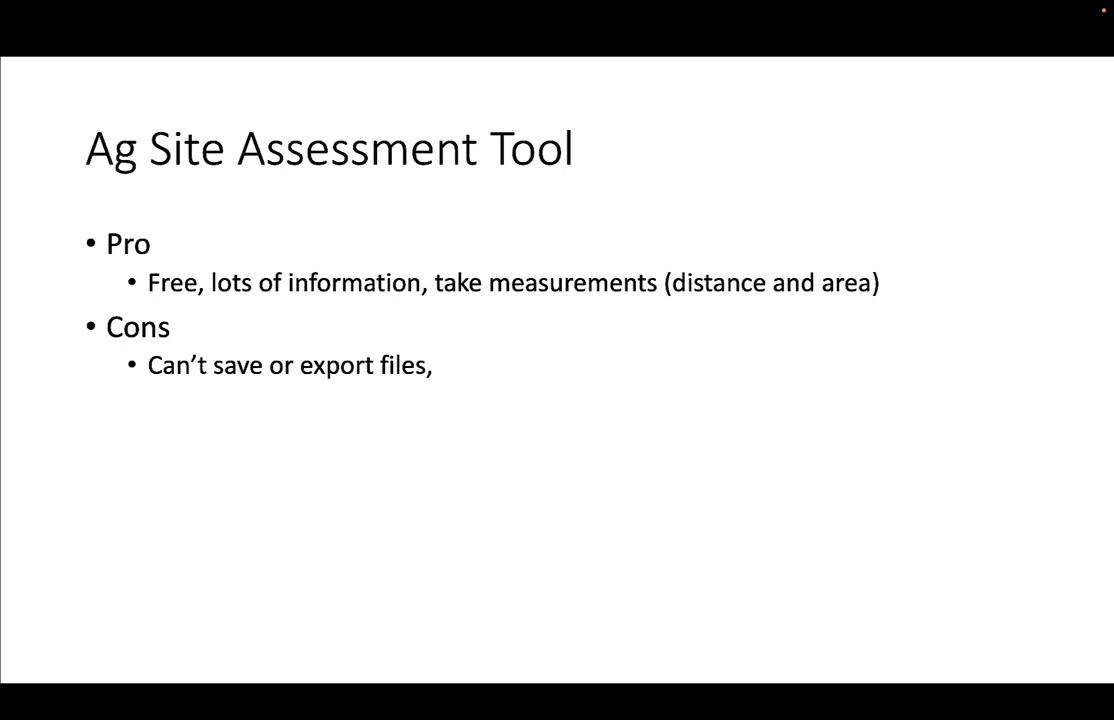 Ag Site Assessment Tool
• Pro
• Free, lots of information, take measurements (distance and area)
• Cons
• Can’t save or export files,